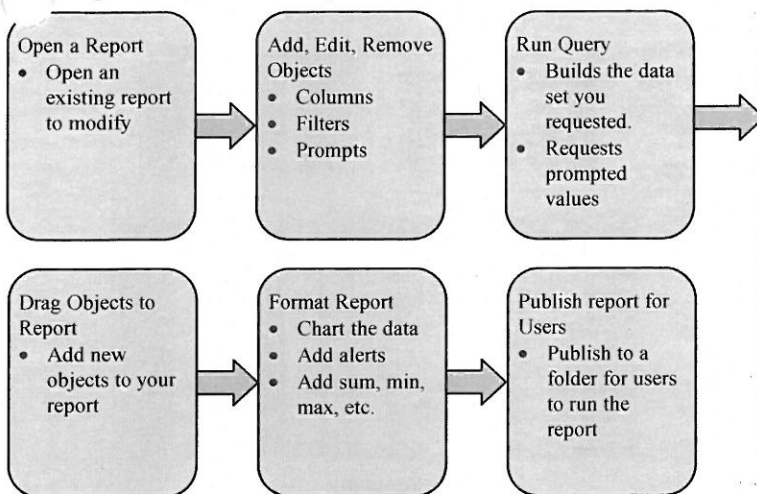 Open a Report
• Open an
existing report
to modify
Add, Edit, Remove
Objects
• Columns
• Filters
• Prompts
Run Query
• Builds the data
set you
requested.
• Requests
prompted
values
Drag Objects to
Report
• Add new
objects to your
report
Format Report
• Chart the data
• Add alerts
• Add sum, min,
max, etc.
Publish report for
Users
• Publish to a
folder for users
to run the
report